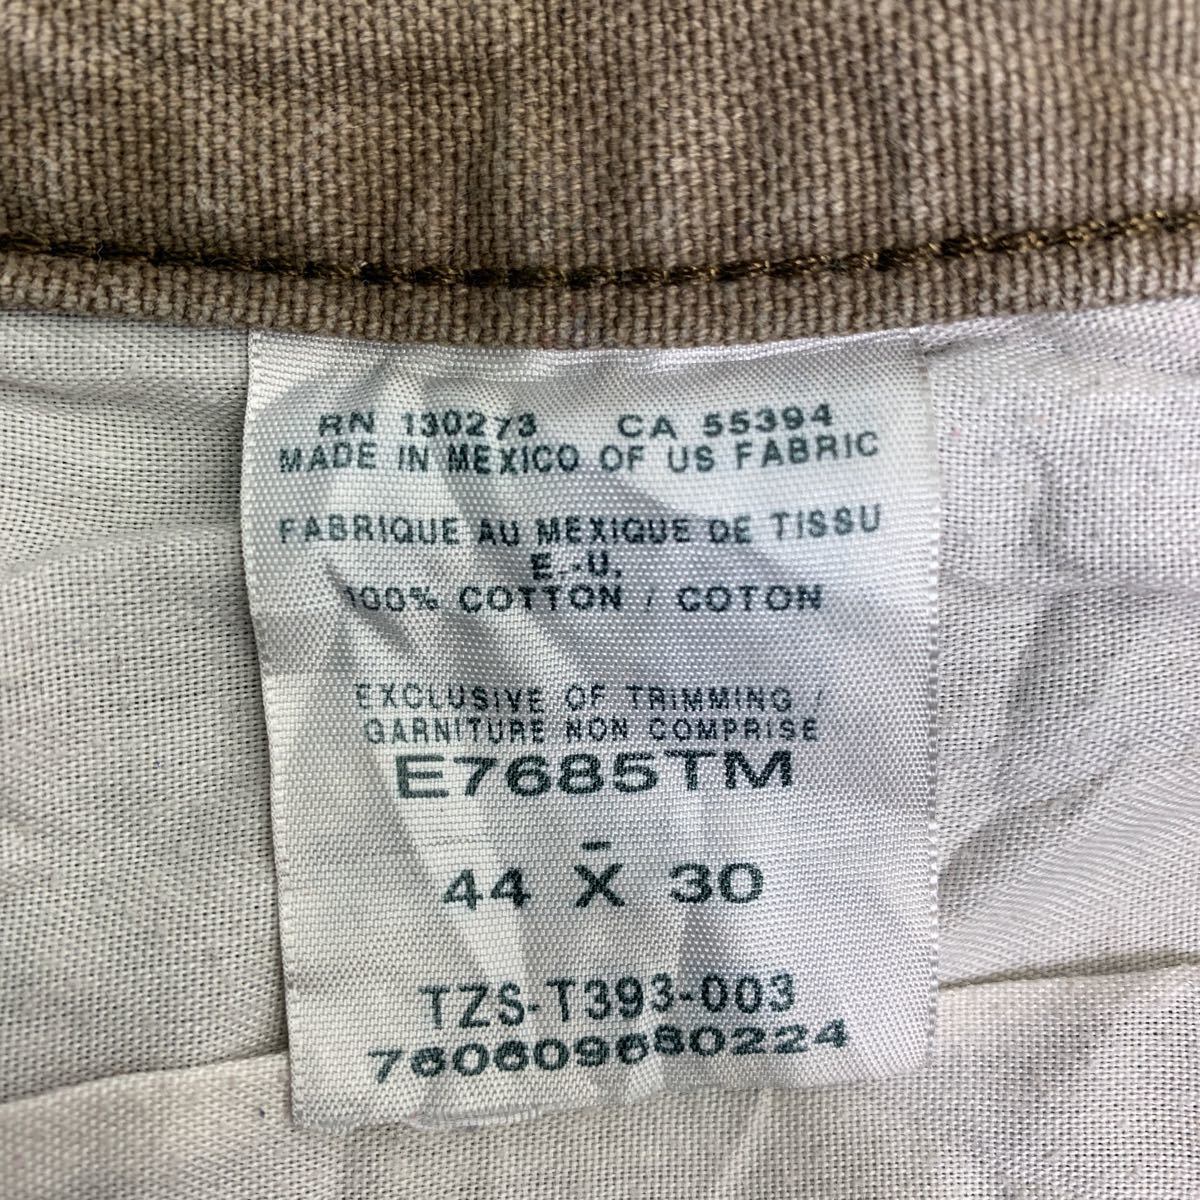 RN 130273 CA 55394
MADE IN MEXICO OF US FABRIC
FABRIQUE AU MEXIQUE DE TISSU
E.-U.
100% COTTON / COTON
EXCLUSIVE OF TRIMMING /
GARNITURE NON COMPRISE
E7685TM
-
44 X 30
TZS-T393-003
760609680224